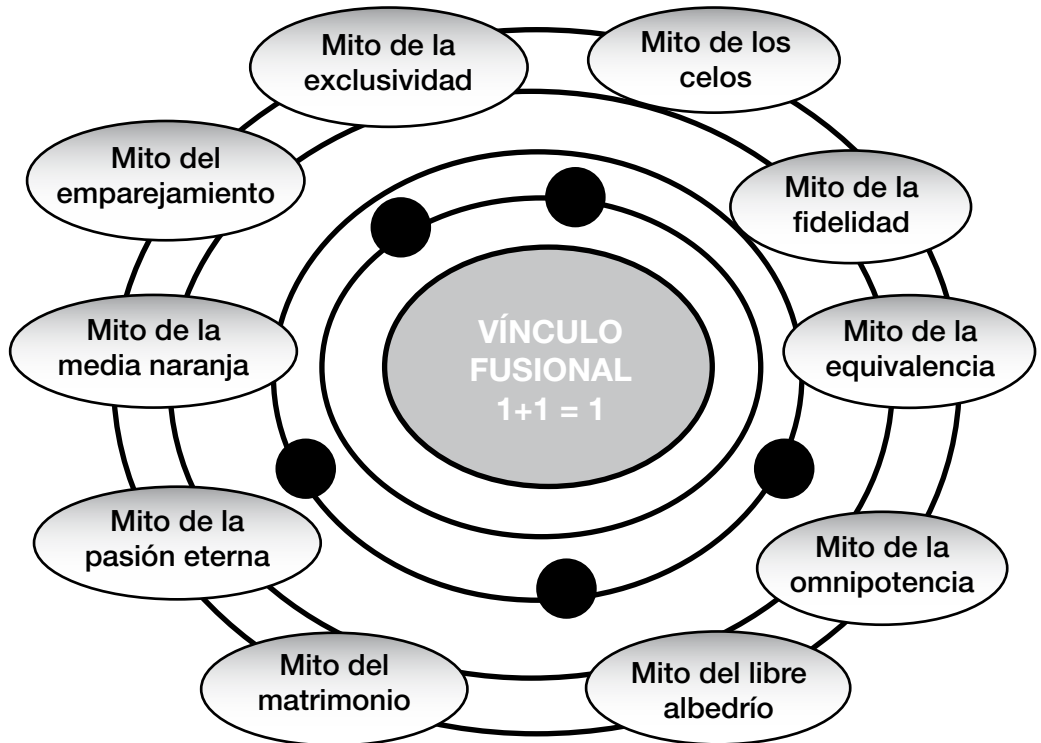 Mito de la
exclusividad
Mito de los
celos
Mito del
emparejamiento
Mito de la
fidelidad
Mito de la
media naranja
VÍNCULO
FUSIONAL
1+1 = 1
Mito de la
equivalencia
Mito de la
pasión eterna
Mito de la
omnipotencia
Mito del
matrimonio
Mito del libre
albedrío